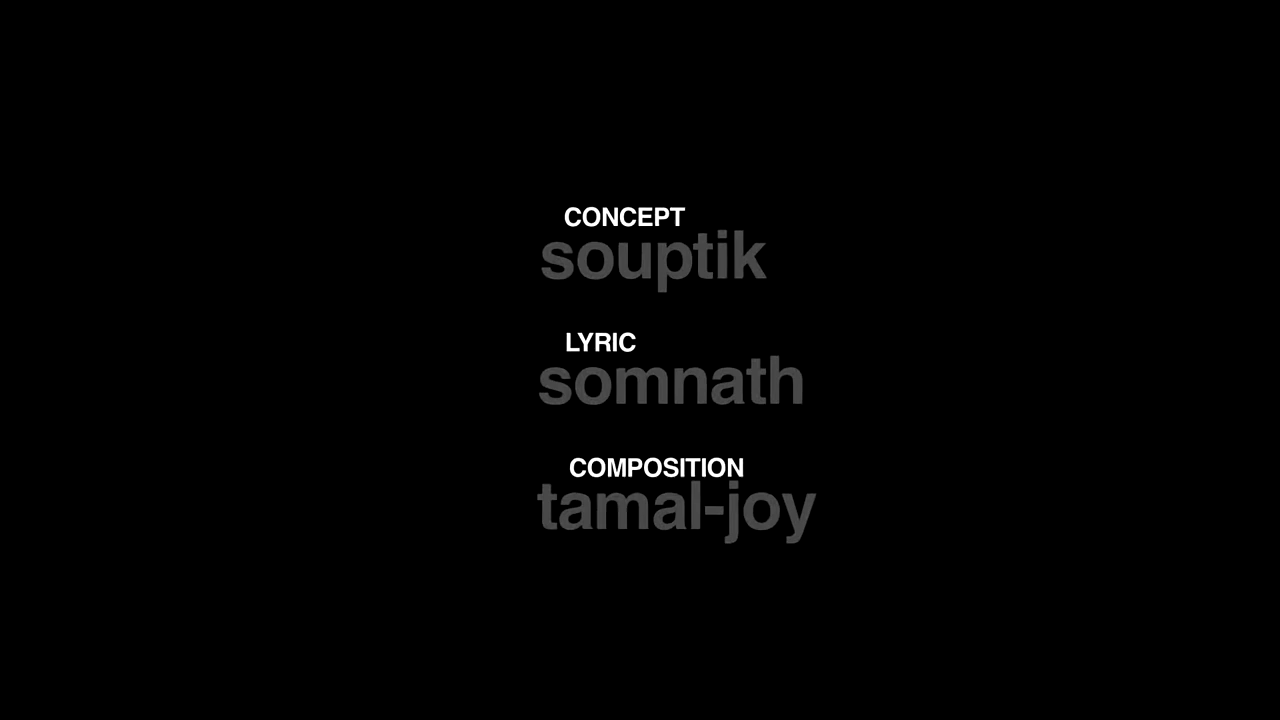 CONCEPT
souptik
LYRIC
somnath
COMPOSITION
tamal-joy